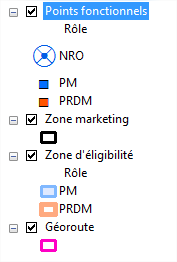 Points fonctionnels
Rôle
NRO
PM
PRDM
Zone marketing
Zone d'éligibilité
Rôle
PM
PRDM
Géoroute